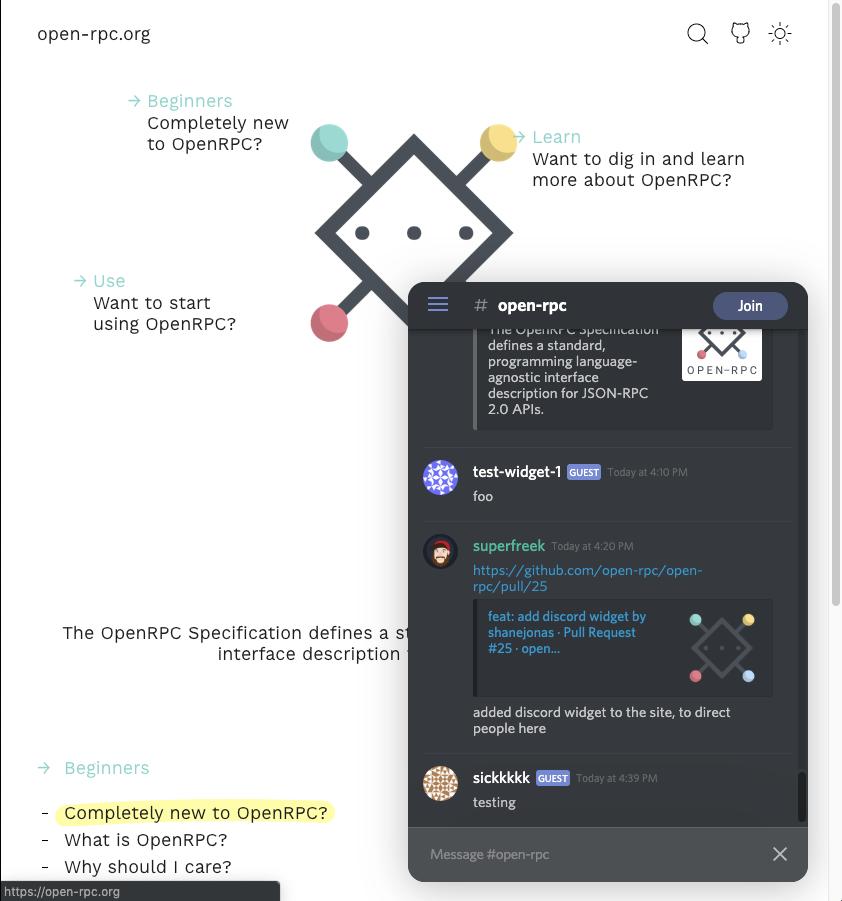 open-rpc.org
→ Beginners
Completely new
to OpenRPC?
→ Learn
Want to dig in and learn
more about OpenRPC?
→ Use
Want to start
using OpenRPC?
# open-rpc
Join
The OpenRPC Specification
defines a standard,
programming language-
agnostic interface
description for JSON-RPC
2.0 APIs.
OPEN-RPC
test-widget-1 GUEST Today at 4:10 PM
foo
superfreek Today at 4:20 PM
https://github.com/open-rpc/open-
rpc/pull/25
feat: add discord widget by
shanejonas · Pull Request
#25 · open...
added discord widget to the site, to direct
people here
sickkkkk GUEST Today at 4:39 PM
testing
Message #open-rpc
The OpenRPC Specification defines a
interface description
→ Beginners
- Completely new to OpenRPC?
- What is OpenRPC?
- Why should I care?
https://open-rpc.org